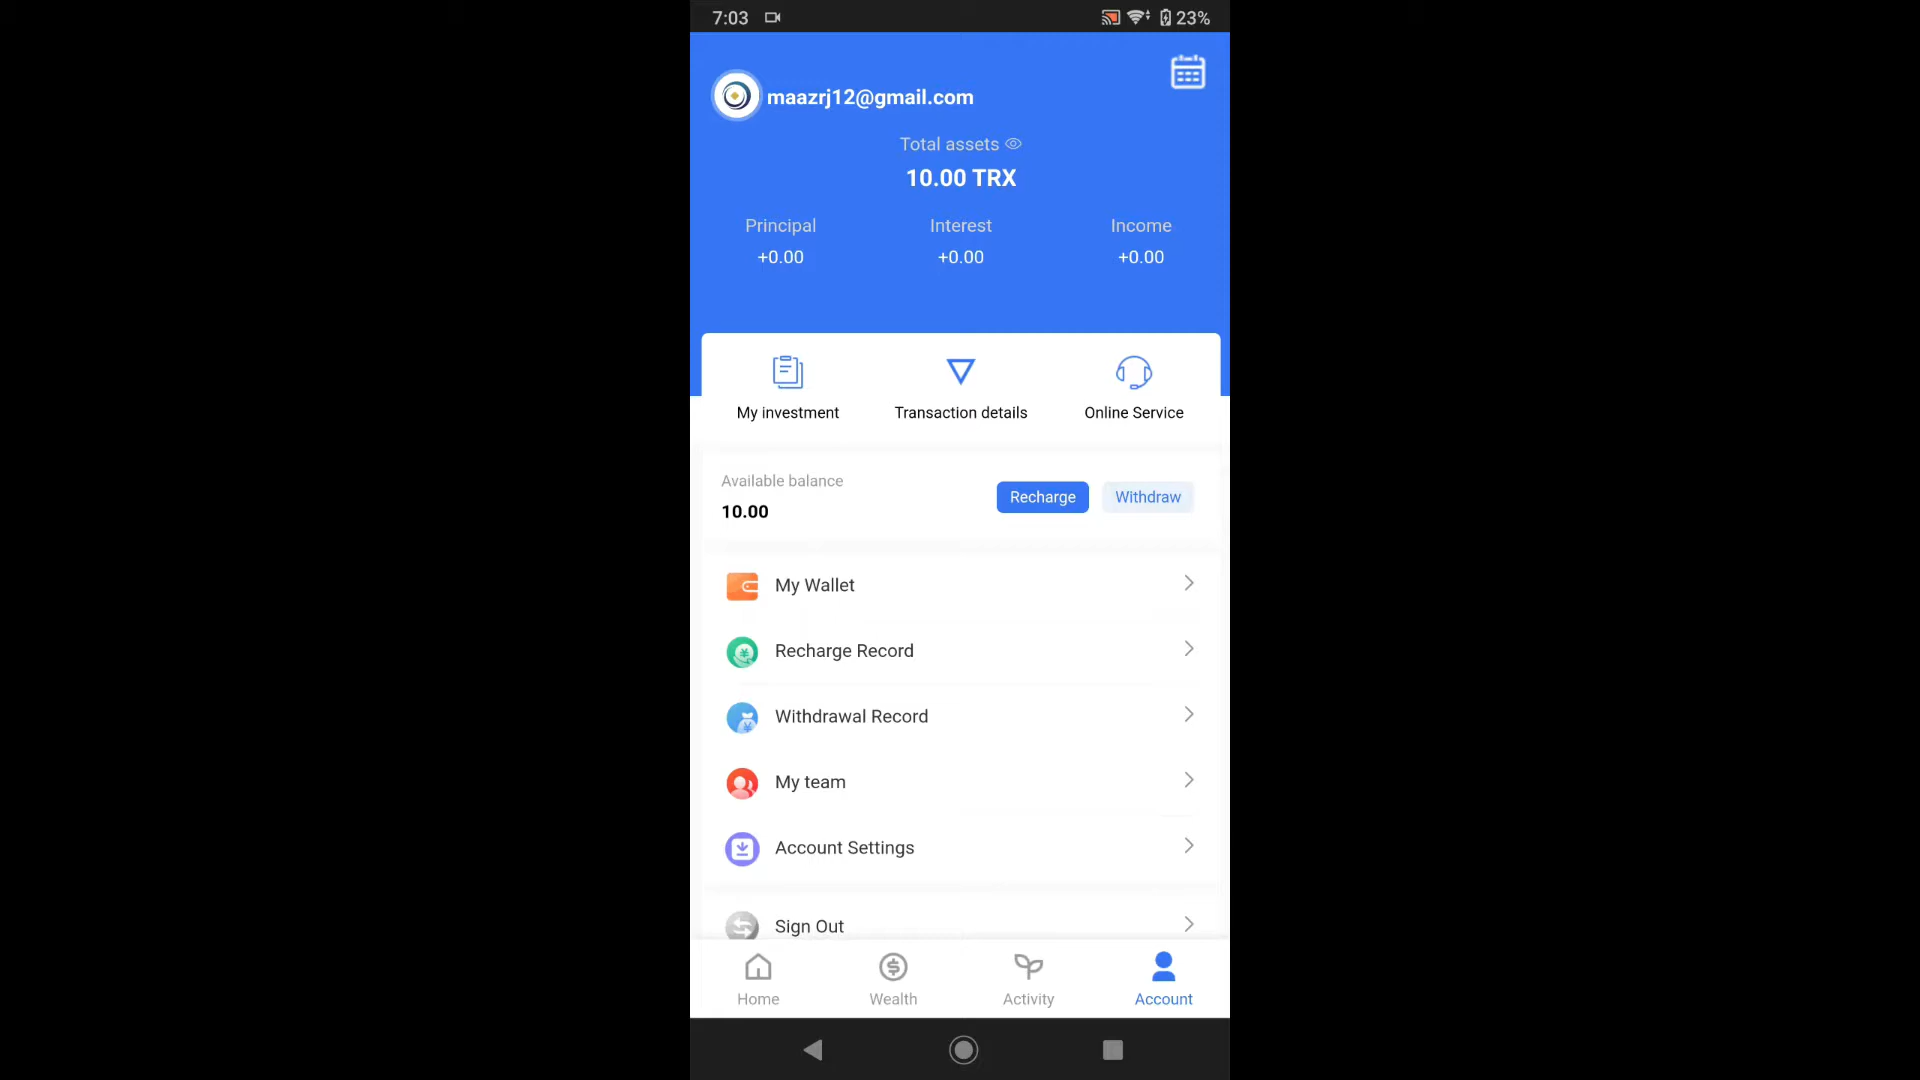 7:03
23%
maazrj12@gmail.com
Total assets
10.00 TRX
Principal Interest Income
+0.00 +0.00 +0.00
My investment Transaction details Online Service
Available balance
10.00
Recharge Withdraw
My Wallet
Recharge Record
Withdrawal Record
My team
Account Settings
Sign Out
Home Wealth Activity Account